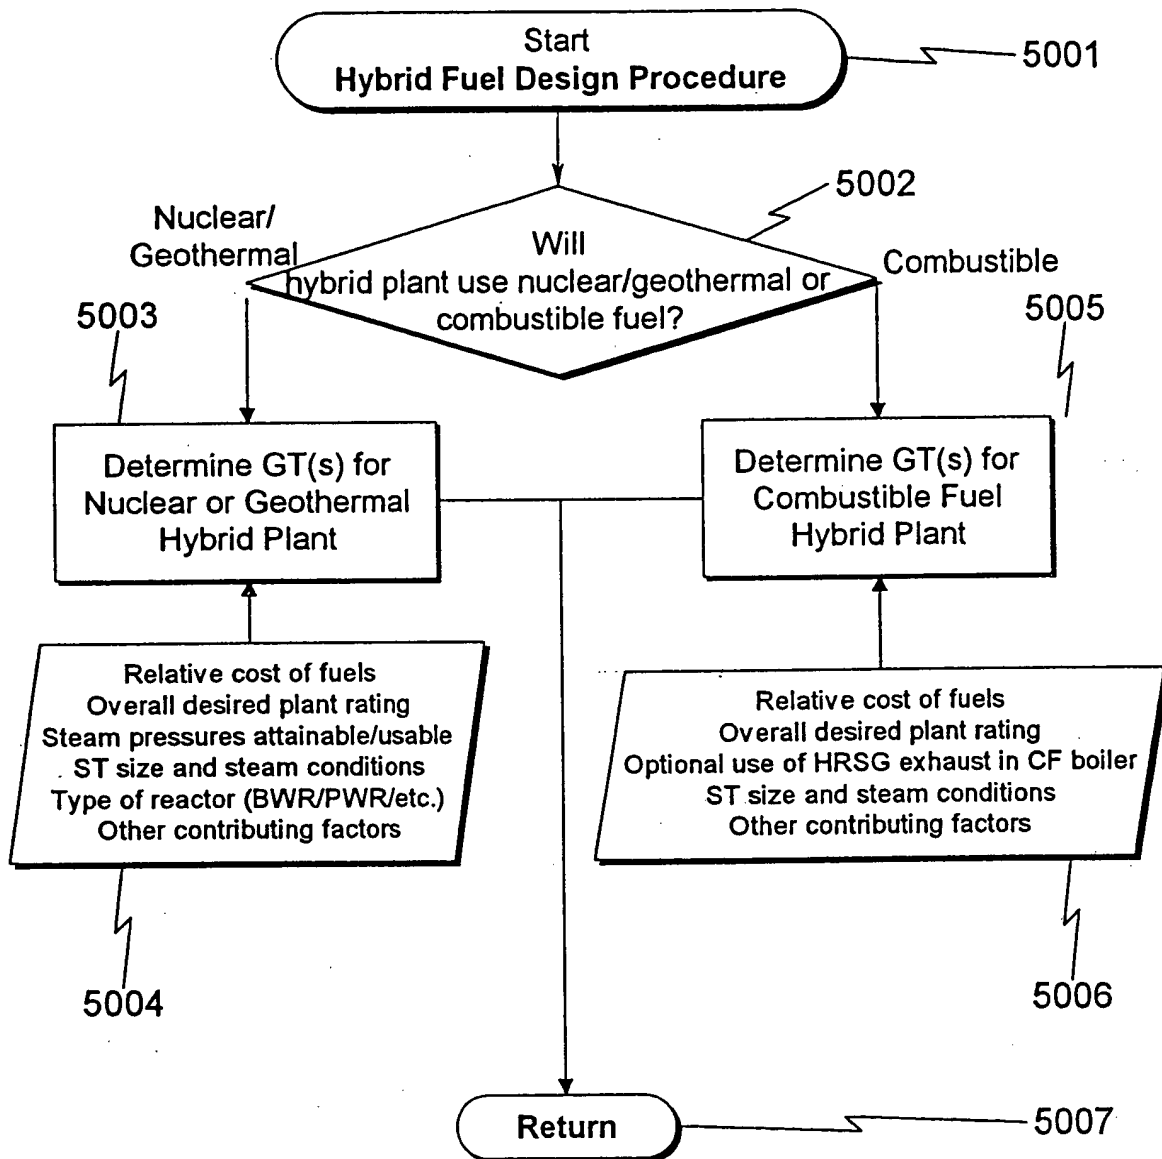 Start
Hybrid Fuel Design Procedure
5001
5002
Nuclear/
Geothermal
Will
hybrid plant use nuclear/geothermal or
combustible fuel?
Combustible
5003
5005
Determine GT(s) for
Nuclear or Geothermal
Hybrid Plant
Determine GT(s) for
Combustible Fuel
Hybrid Plant
Relative cost of fuels
Overall desired plant rating
Steam pressures attainable/usable
ST size and steam conditions
Type of reactor (BWR/PWR/etc.)
Other contributing factors
Relative cost of fuels
Overall desired plant rating
Optional use of HRSG exhaust in CF boiler
ST size and steam conditions
Other contributing factors
5004
5006
Return
5007